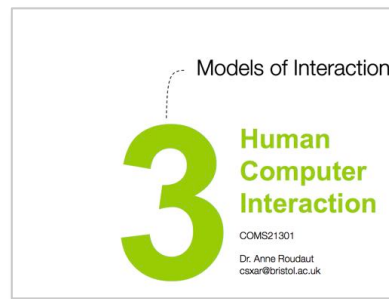 Models of Interaction
3
Human
Computer
Interaction
COMS21301
Dr. Anne Roudaut
csxar@bristol.ac.uk